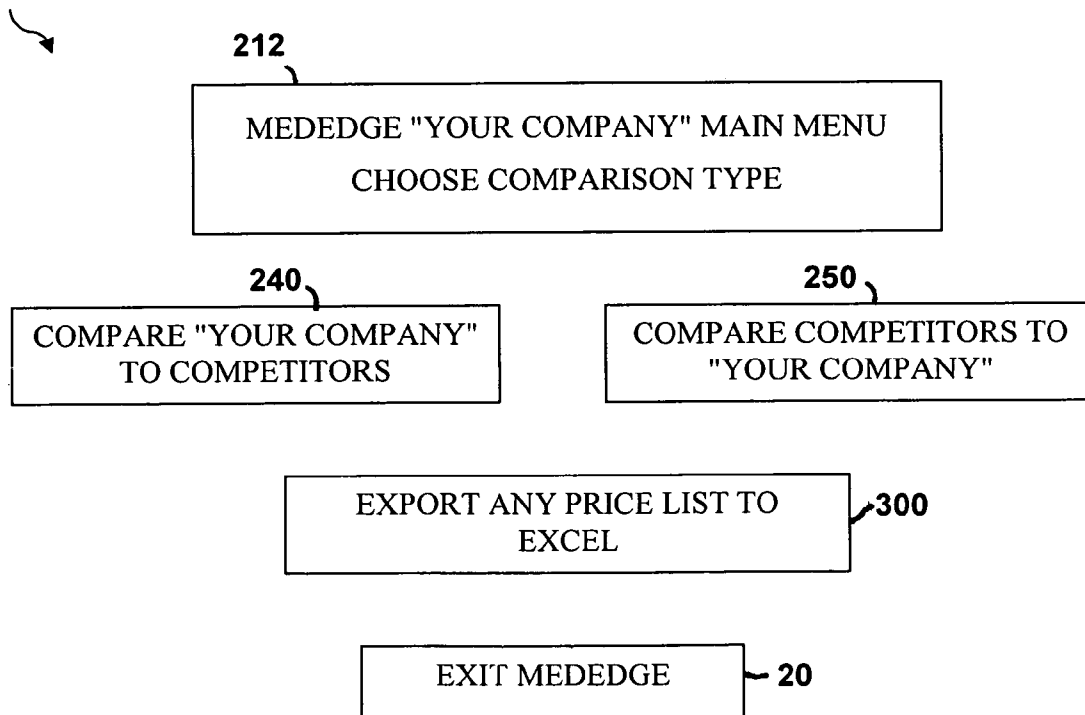 212
MEDEDGE "YOUR COMPANY" MAIN MENU
CHOOSE COMPARISON TYPE
240
COMPARE "YOUR COMPANY"
TO COMPETITORS
250
COMPARE COMPETITORS TO
"YOUR COMPANY"
EXPORT ANY PRICE LIST TO
EXCEL
300
EXIT MEDEDGE
20